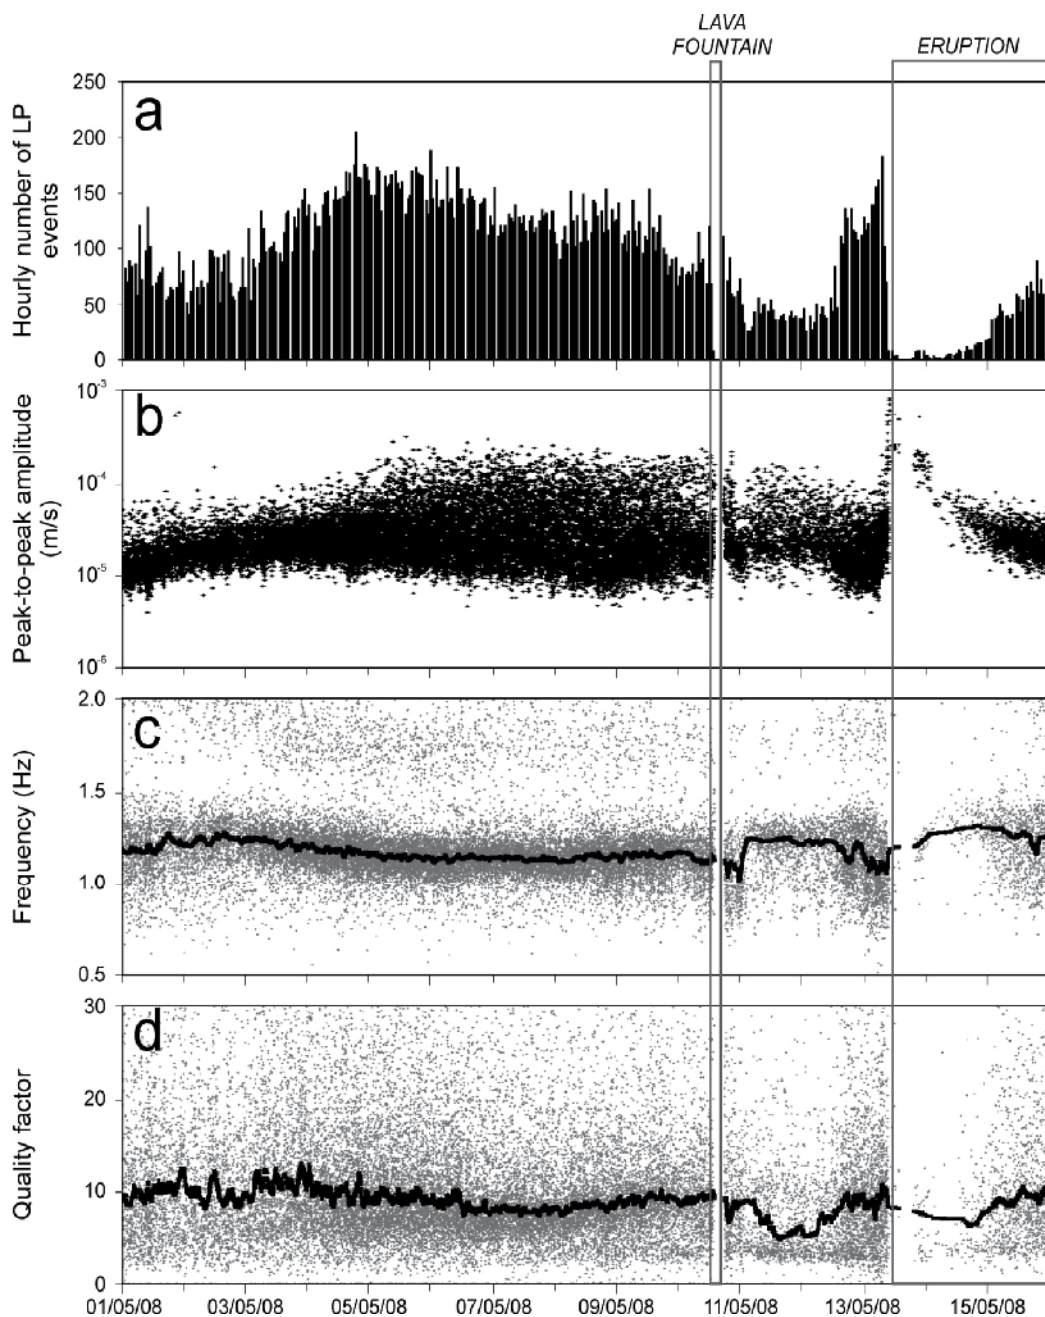 LAVA
FOUNTAIN
ERUPTION
a
Hourly number of LP
events
250
200
150
100
50
0
b
Peak-to-peak amplitude
(m/s)
10-3
10-4
10-5
10-6
c
Frequency (Hz)
2.0
1.5
1.0
0.5
d
Quality factor
30
20
10
0
01/05/08 03/05/08 05/05/08 07/05/08 09/05/08 11/05/08 13/05/08 15/05/08